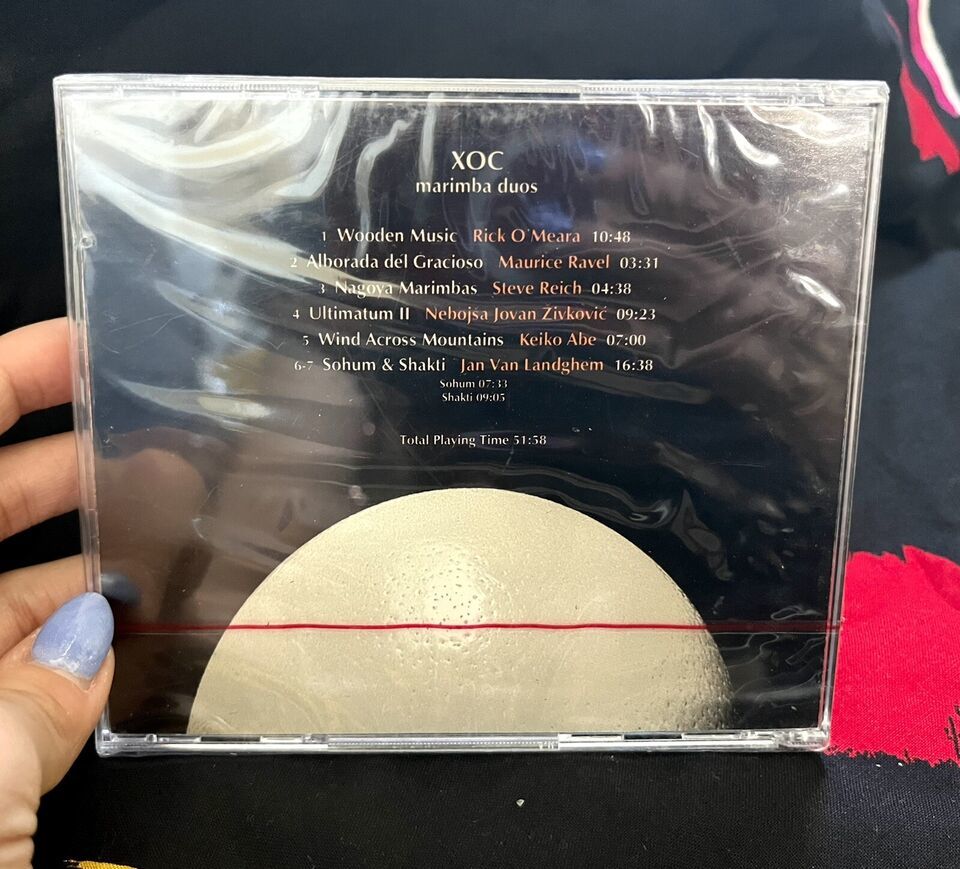 XOC
marimba duos
1 Wooden Music Rick O'Meara 10:48
2 Alborada del Gracioso Maurice Ravel 03:31
3 Nagoya Marimbas Steve Reich 04:38
4 Ultimatum II Nebojsa Jovan Živković 09:23
5 Wind Across Mountains Keiko Abe 07:00
6-7 Sohum & Shakti Jan Van Landghem 16:38
Sohum 07:33
Shakti 09:05
Total Playing Time 51:58